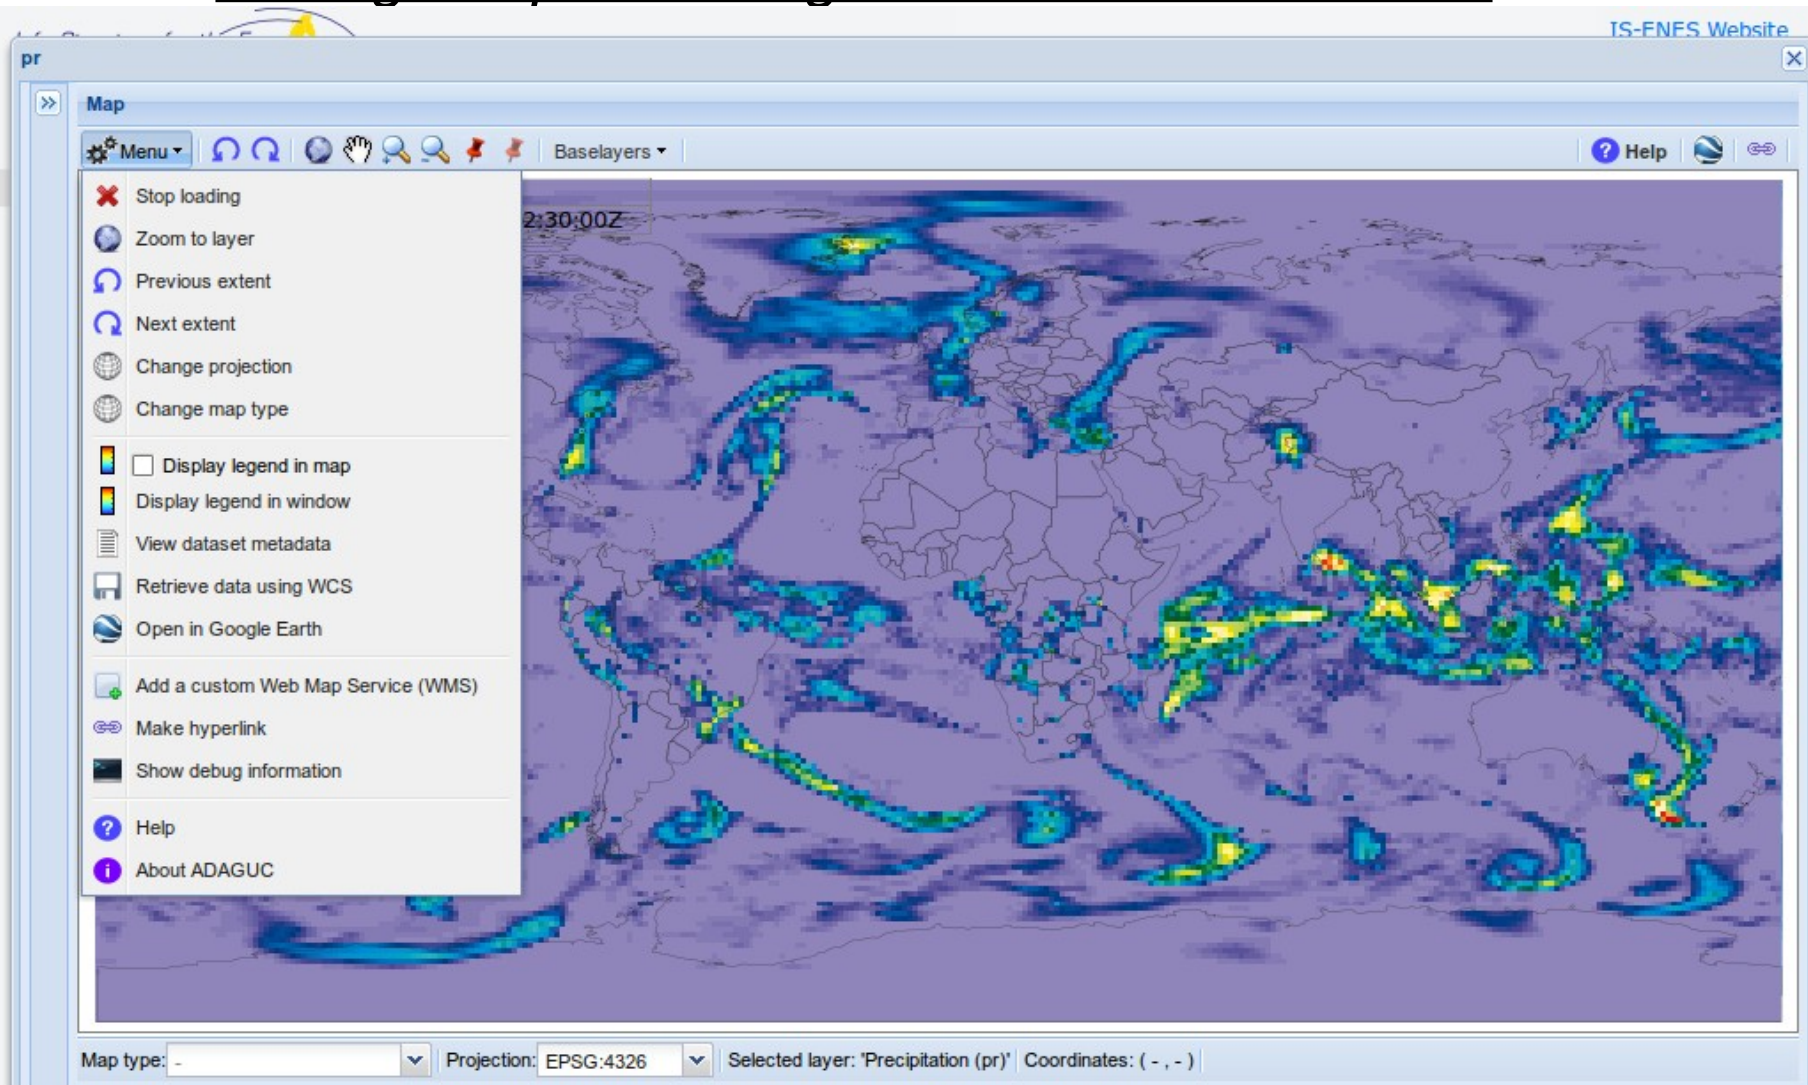 IS-ENES Website
pr
Map
Menu
Baselayers
Help
Stop loading
2:30:00Z
Zoom to layer
Previous extent
Next extent
Change projection
Change map type
Display legend in map
Display legend in window
View dataset metadata
Retrieve data using WCS
Open in Google Earth
Add a custom Web Map Service (WMS)
Make hyperlink
Show debug information
Help
About ADAGUC
Map type: - Projection: EPSG:4326 Selected layer: 'Precipitation (pr)' Coordinates: ( - , - )